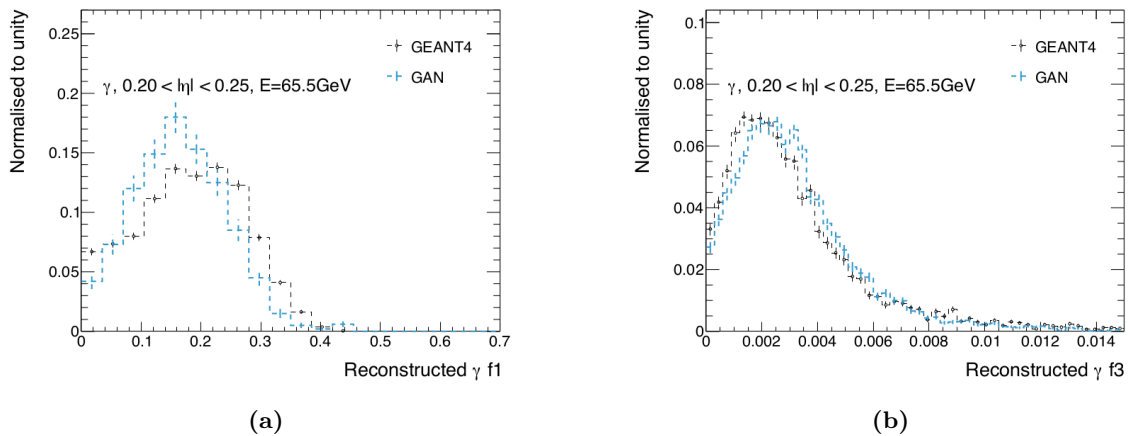 Normalised to unity
0.25
0.2
0.15
0.1
0.05
0
GEANT4
GAN
γ, 0.20 < |η| < 0.25, E=65.5GeV
0 0.1 0.2 0.3 0.4 0.5 0.6 0.7
Reconstructed γ f1
(a)
Normalised to unity
0.1
0.08
0.06
0.04
0.02
0
GEANT4
GAN
γ, 0.20 < |η| < 0.25, E=65.5GeV
0 0.002 0.004 0.006 0.008 0.010 0.012 0.014
Reconstructed γ f3
(b)